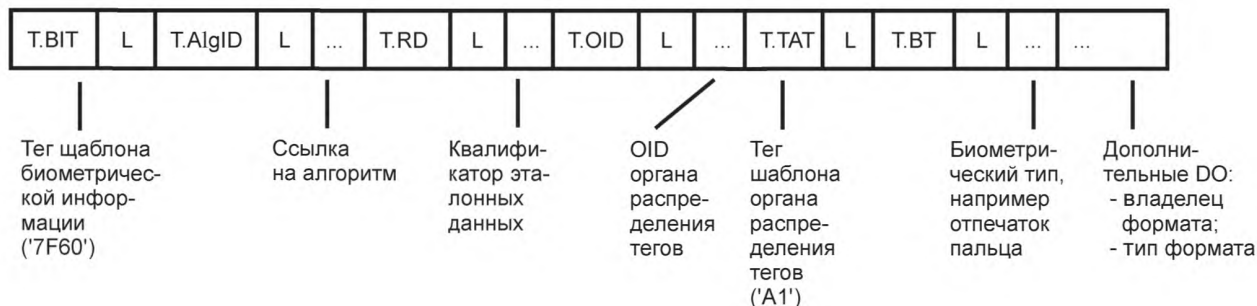 T.BIT L T.AlgID L ... T.RD L ... T.OID L ... T.TAT L T.BT L ... ...
Тег щаблона
биометричес-
кой инфор-
мации
('7F60')
Ссылка
на алгоритм
Квалифи-
катор эта-
лонных
данных
OID
органа
распре-
деления
тегов
Тег
шаблона
органа
распре-
деления
тегов
('A1')
Биометри-
ческий тип,
например
отпечаток
пальца
Дополни-
тельные DO:
- владелец
формата;
- тип формата